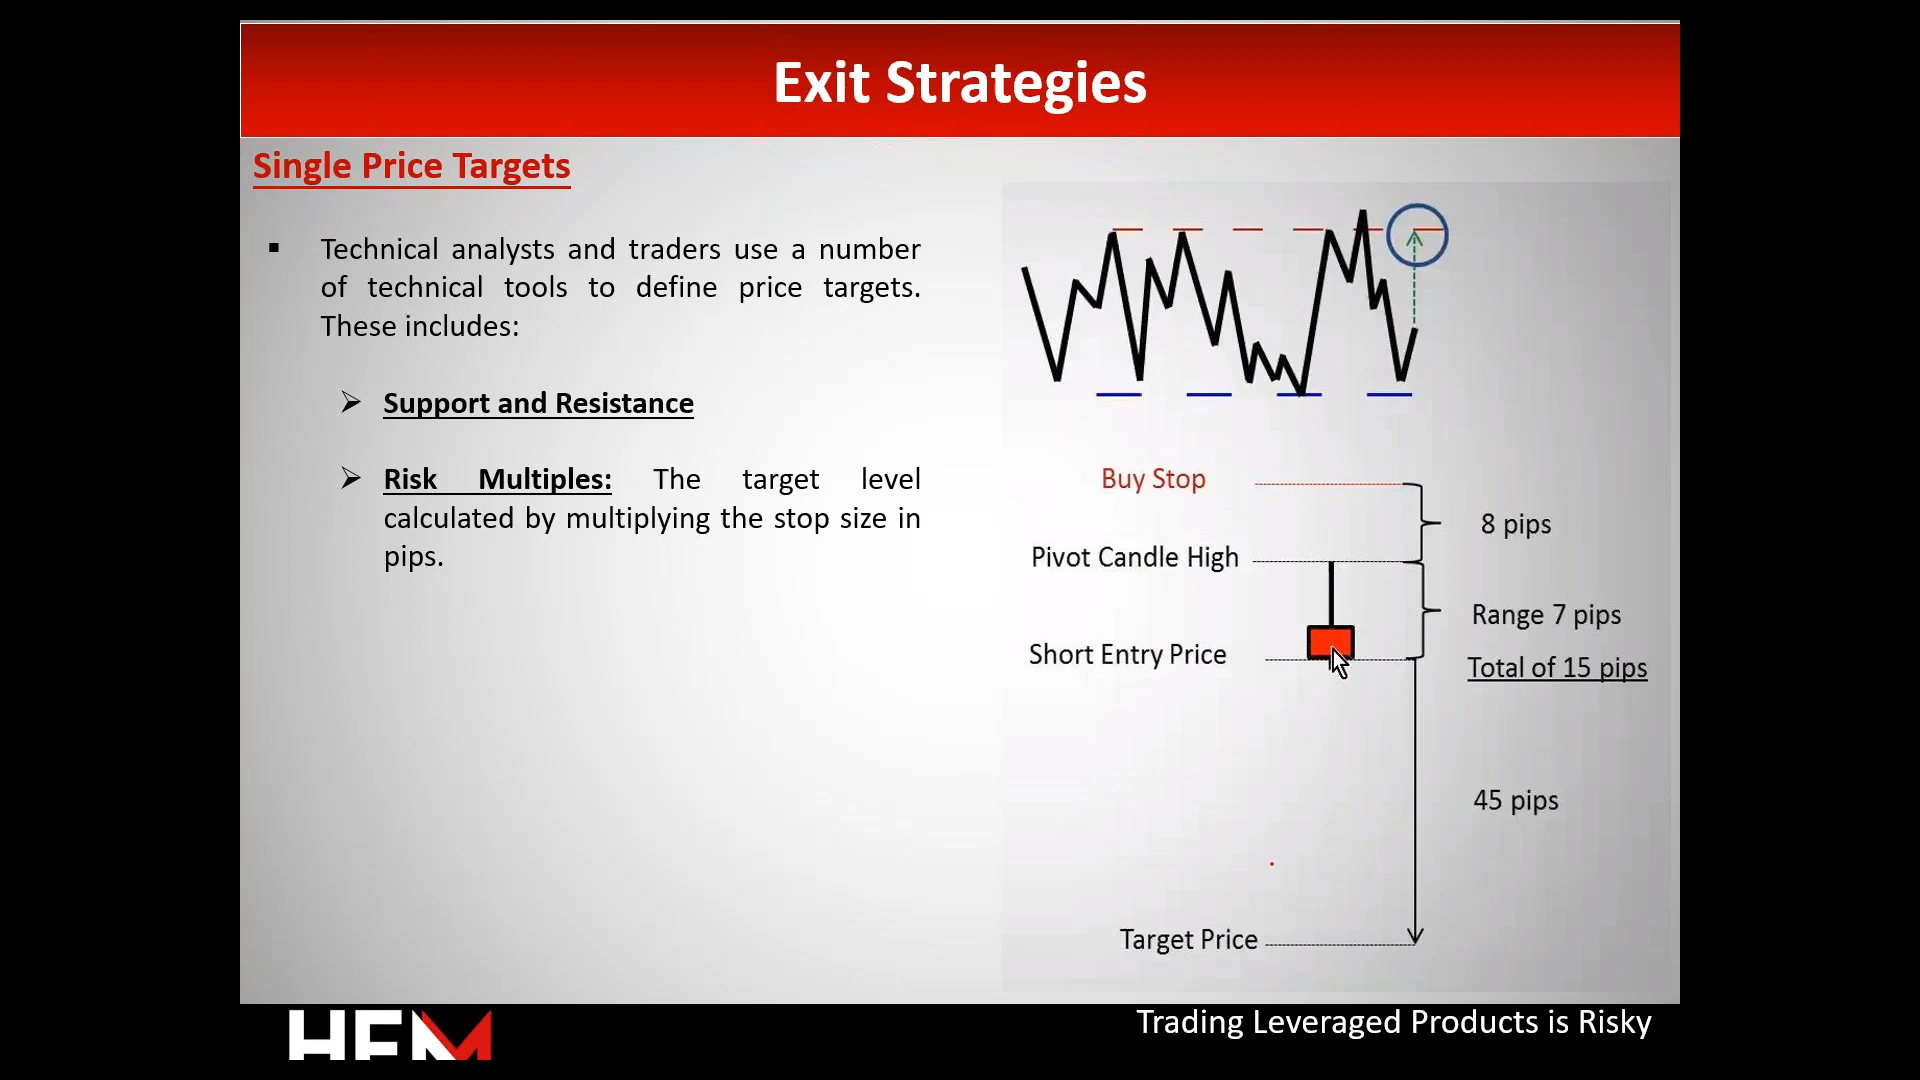 Exit Strategies
Single Price Targets
▪ Technical analysts and traders use a number
of technical tools to define price targets.
These includes:
➢ Support and Resistance
➢ Risk Multiples: The target level
calculated by multiplying the stop size in
pips.
Buy Stop
8 pips
Pivot Candle High
Range 7 pips
Short Entry Price
Total of 15 pips
45 pips
Target Price
HFM
Trading Leveraged Products is Risky